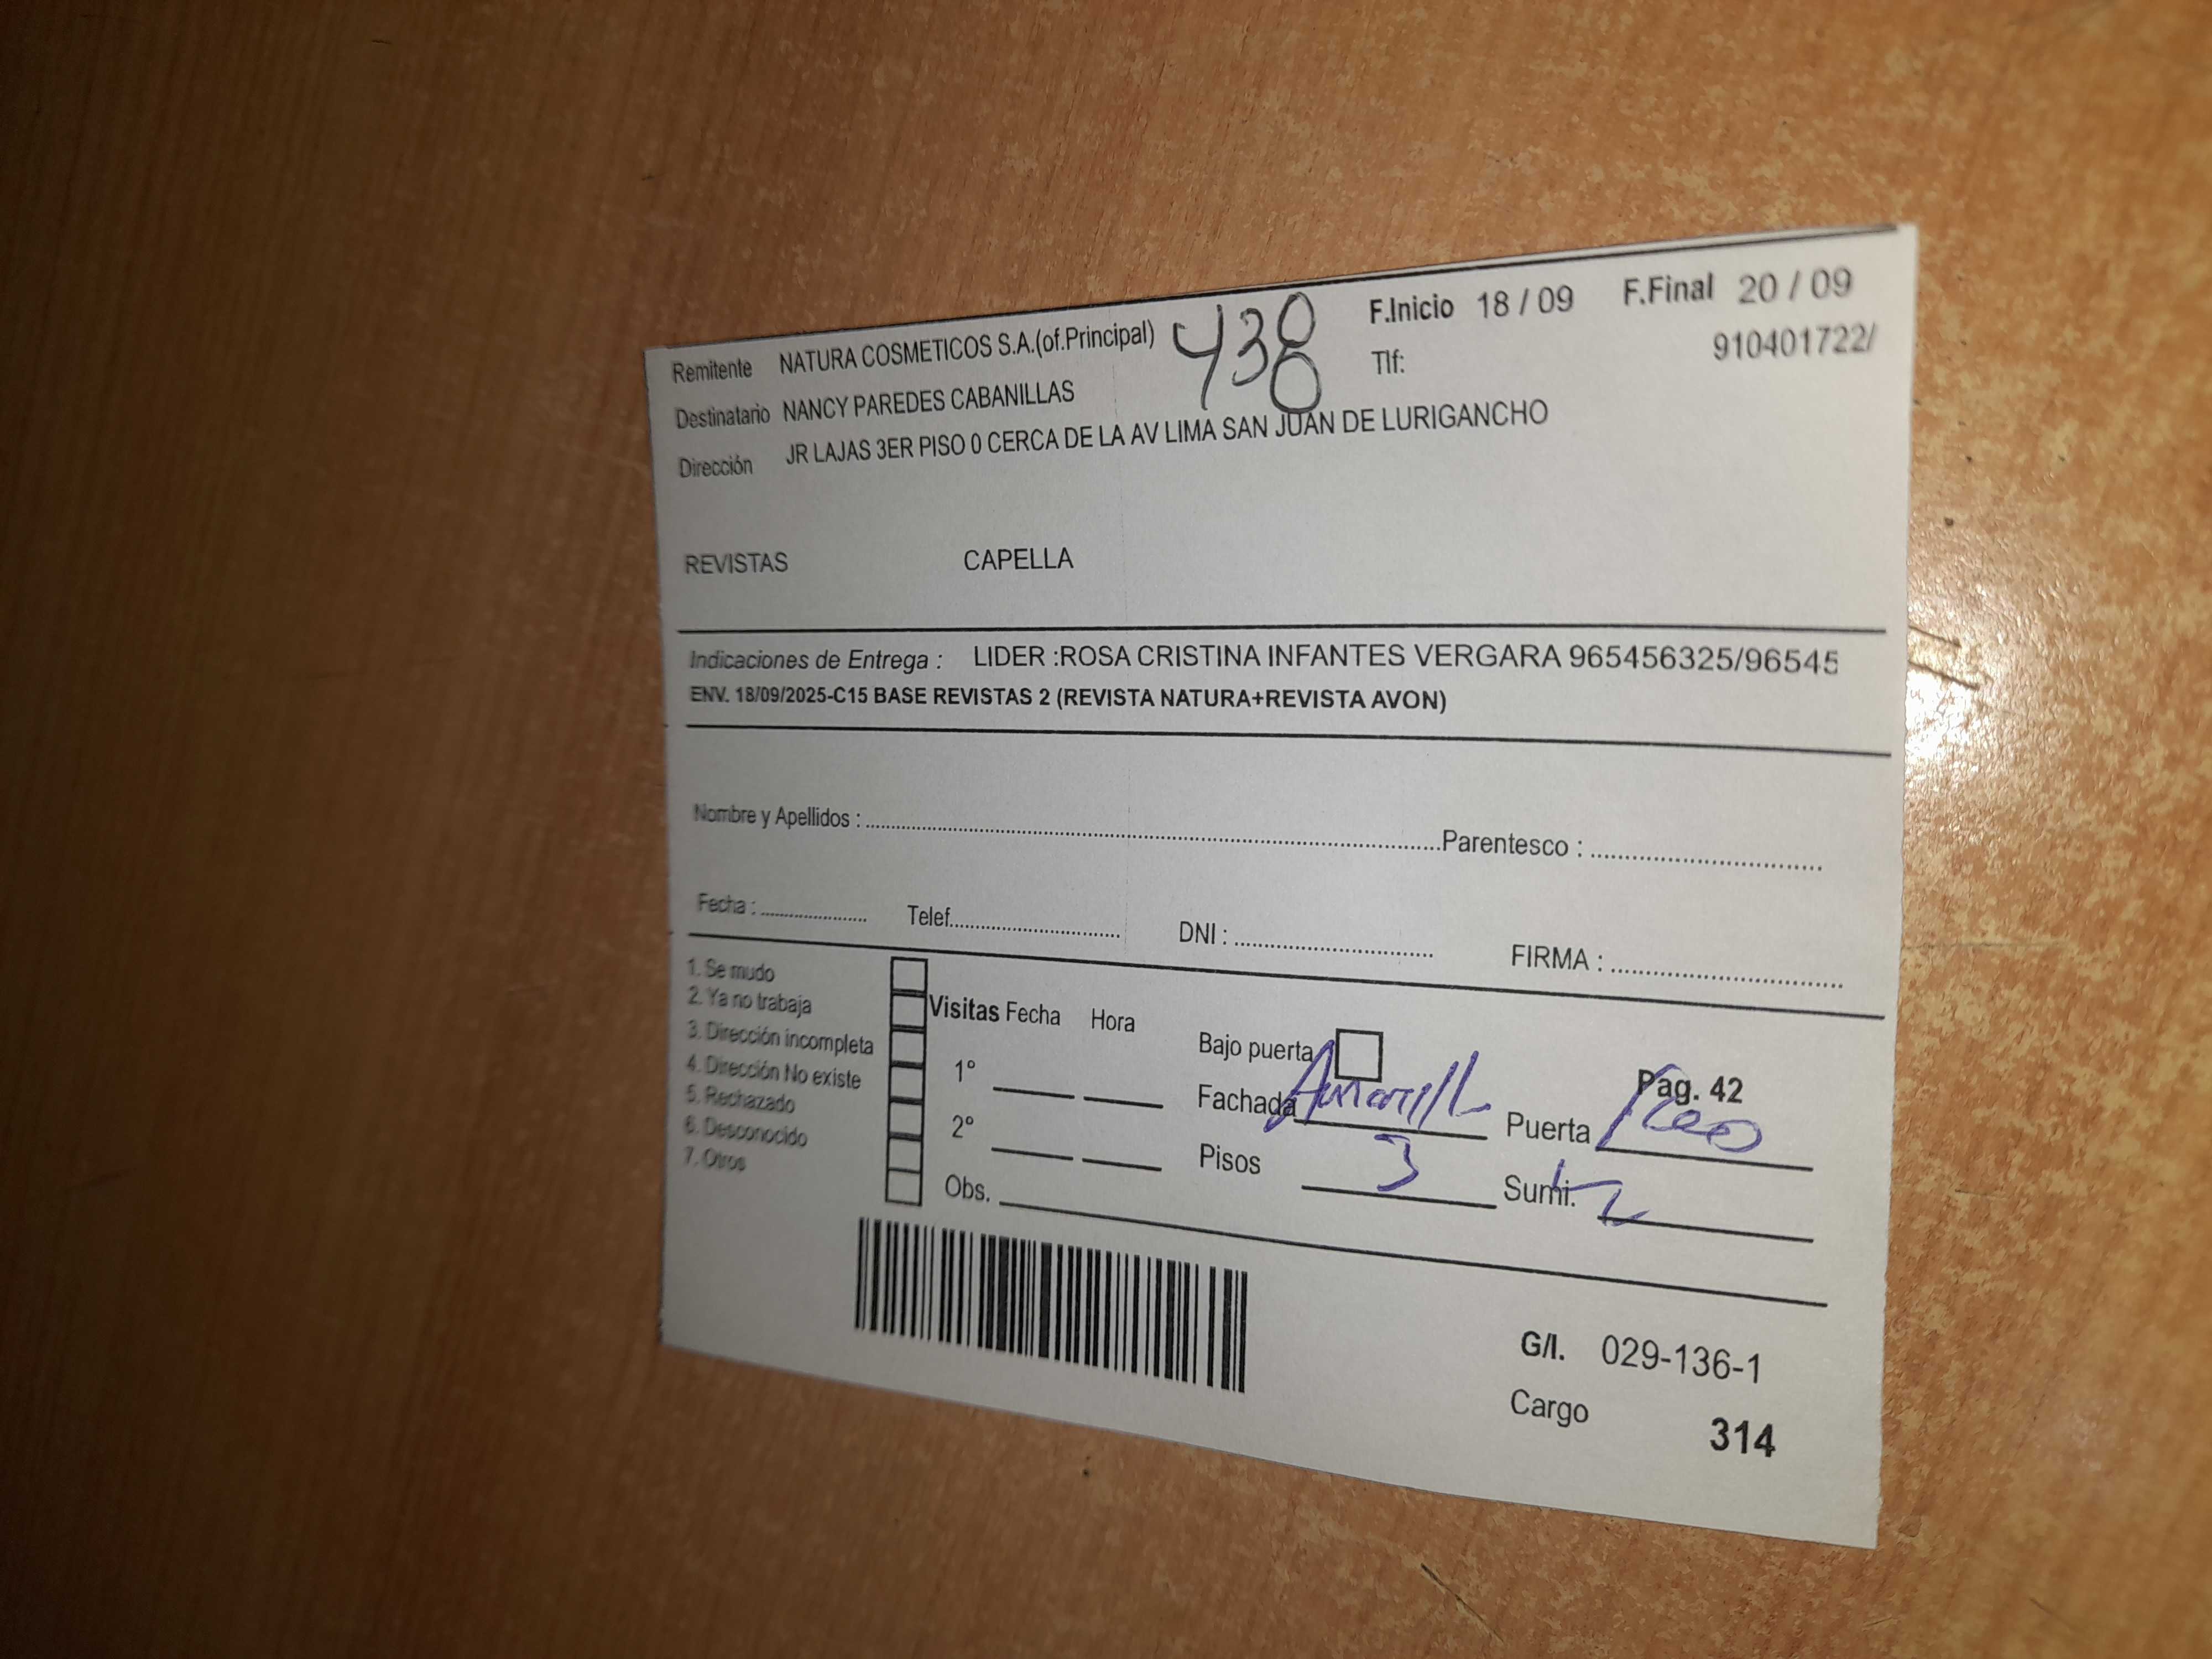 Remitente NATURA COSMETICOS S.A.(of.Principal) 438 F.Inicio 18 / 09 F.Final 20 / 09
Destinatario NANCY PAREDES CABANILLAS Tlf: 910401722/
Dirección JR LAJAS 3ER PISO 0 CERCA DE LA AV LIMA SAN JUAN DE LURIGANCHO
REVISTAS CAPELLA
Indicaciones de Entrega : LIDER :ROSA CRISTINA INFANTES VERGARA 965456325/96545
ENV. 18/09/2025-C15 BASE REVISTAS 2 (REVISTA NATURA+REVISTA AVON)
Nombre y Apellidos : Parentesco :
Fecha : Telef. DNI : FIRMA :
1. Se mudo
2. Ya no trabaja
3. Dirección incompleta
4. Dirección No existe
5. Rechazado
6. Desconocido
7. Otros
Visitas Fecha Hora
1°
2°
Obs.
Bajo puerta
Pag. 42
Fachada Puerta
Pisos 3 Sumi.
G/I. 029-136-1
Cargo 314